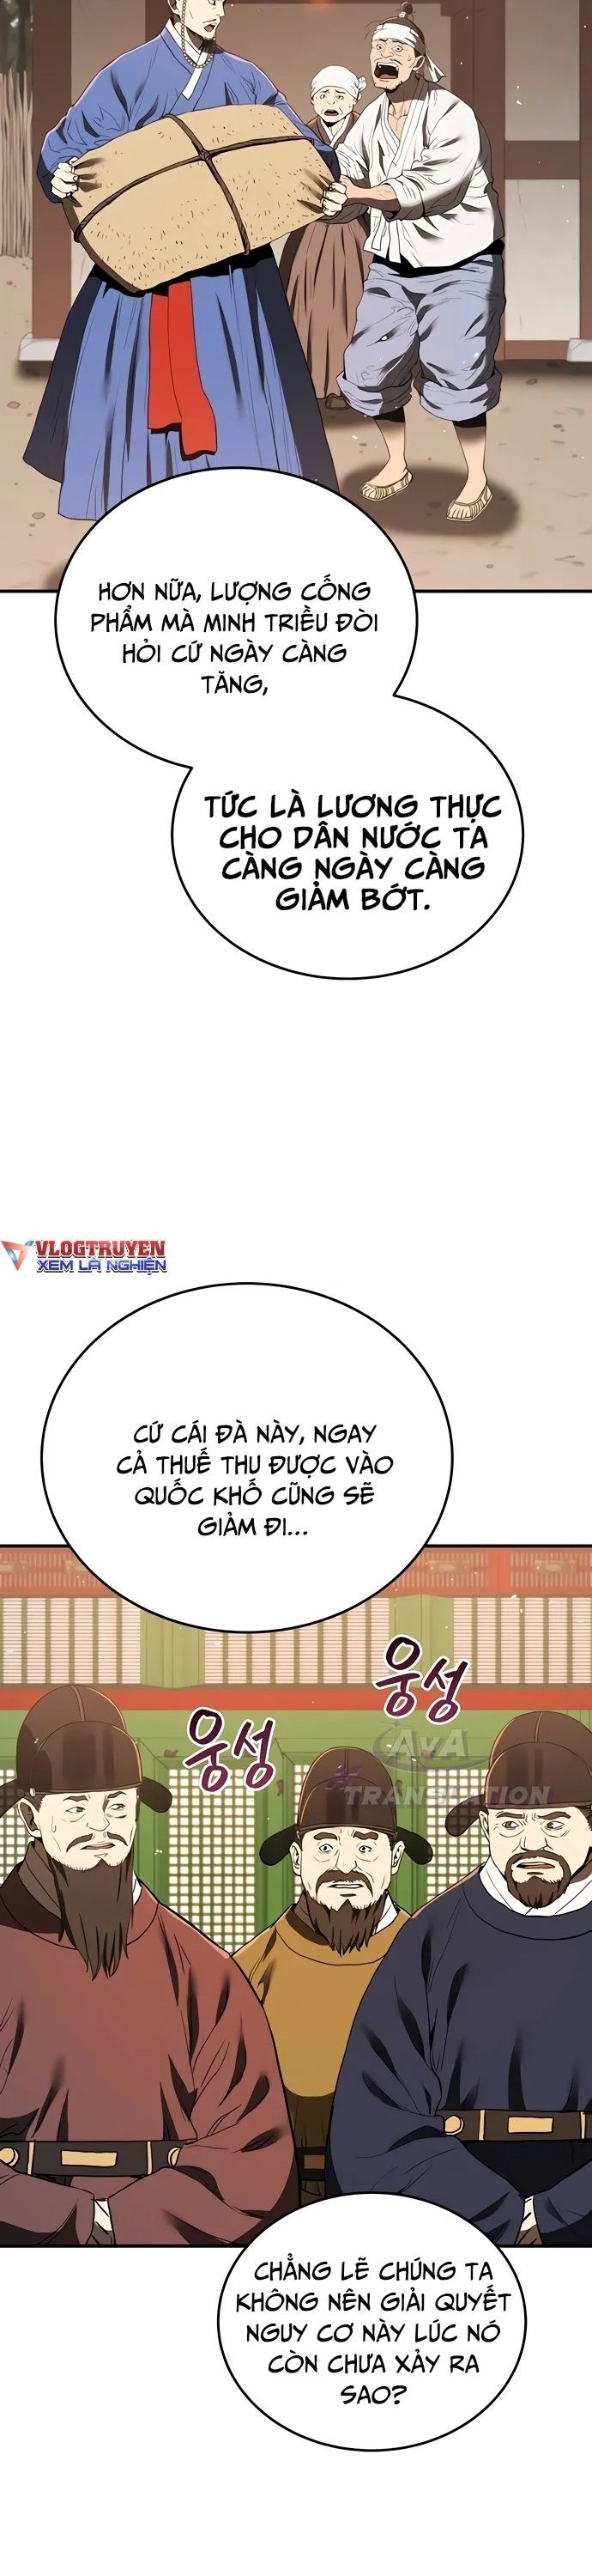 HƠN NỮA, LƯỢNG CỐNG
PHẨM MÀ MINH TRIỀU ĐÒI
HỎI CỨ NGÀY CÀNG
TĂNG,
TỨC LÀ LƯƠNG THỰC
CHO DÂN NƯỚC TA
CÀNG NGÀY CÀNG
GIẢM BỚT.
VLOGTRUYEN
XEM LÀ NGHIỆN
CỨ CÁI ĐÀ NÀY, NGAY
CẢ THUẾ THU ĐƯỢC VÀO
QUỐC KHỐ CŨNG SẼ
GIẢM ĐI...
웅성
웅성
AVA
TRANSLATION
CHẲNG LẼ CHÚNG TA
KHÔNG NÊN GIẢI QUYẾT
NGUY CƠ NÀY LÚC NÓ
CÒN CHƯA XẢY RA
SAO?